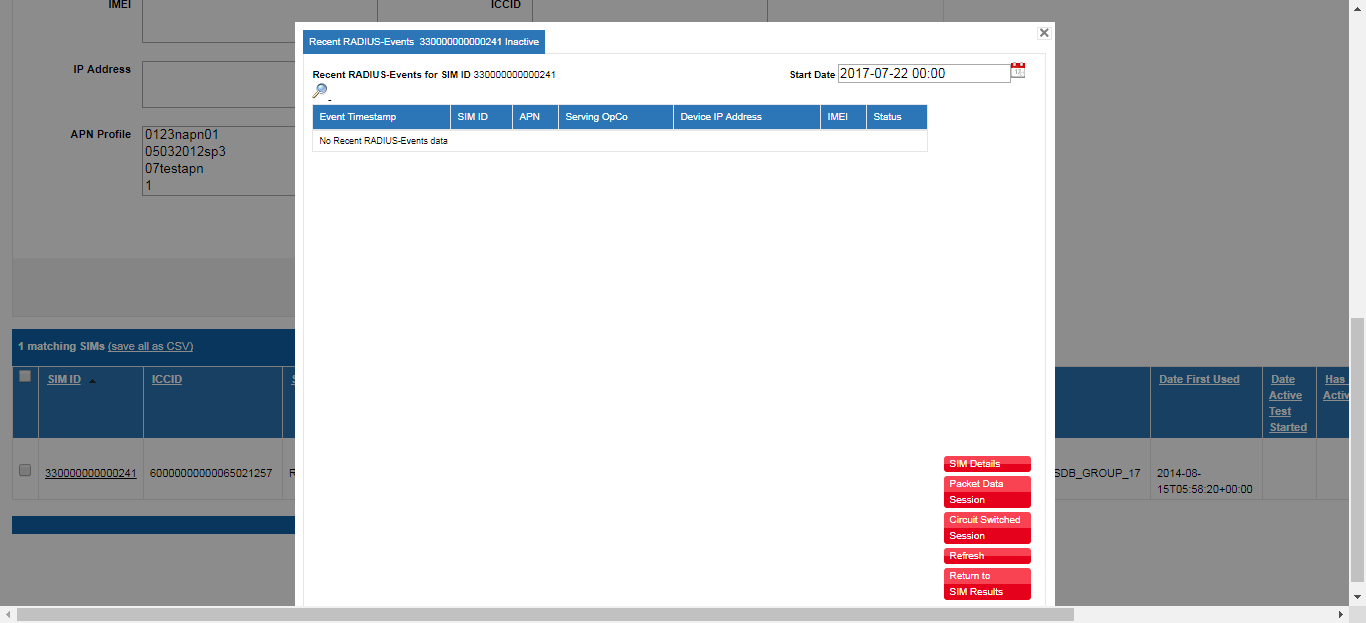 IMEI
ICCID
IP Address
APN Profile
0123napn01
05032012sp3
07testapn
1
Recent RADIUS-Events 330000000000241 Inactive
Recent RADIUS-Events for SIM ID 330000000000241
Start Date 2017-07-22 00:00
Event Timestamp SIM ID APN Serving OpCo Device IP Address IMEI Status
No Recent RADIUS-Events data
SIM Details
Packet Data
Session
Circuit Switched
Session
Refresh
Return to
SIM Results
1 matching SIMs (save all as CSV)
SIM ID ICCID S Date First Used Date Has
Active Activ
Test
Started
330000000000241 60000000000065021257 R SDB_GROUP_17 2014-08-
15T05:58:20+00:00